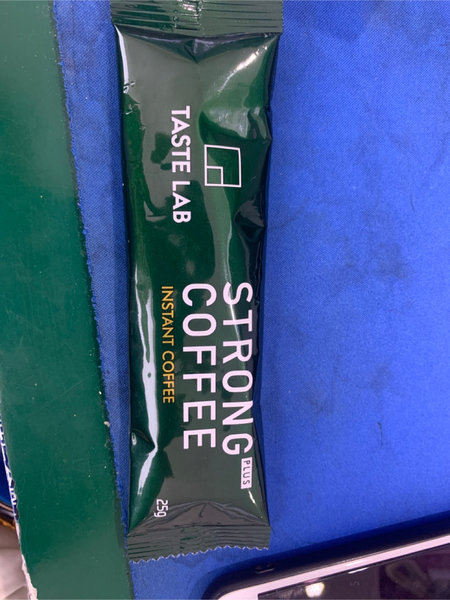 TASTE LAB
STRONG
COFFEE
PLUS
INSTANT COFFEE
25g